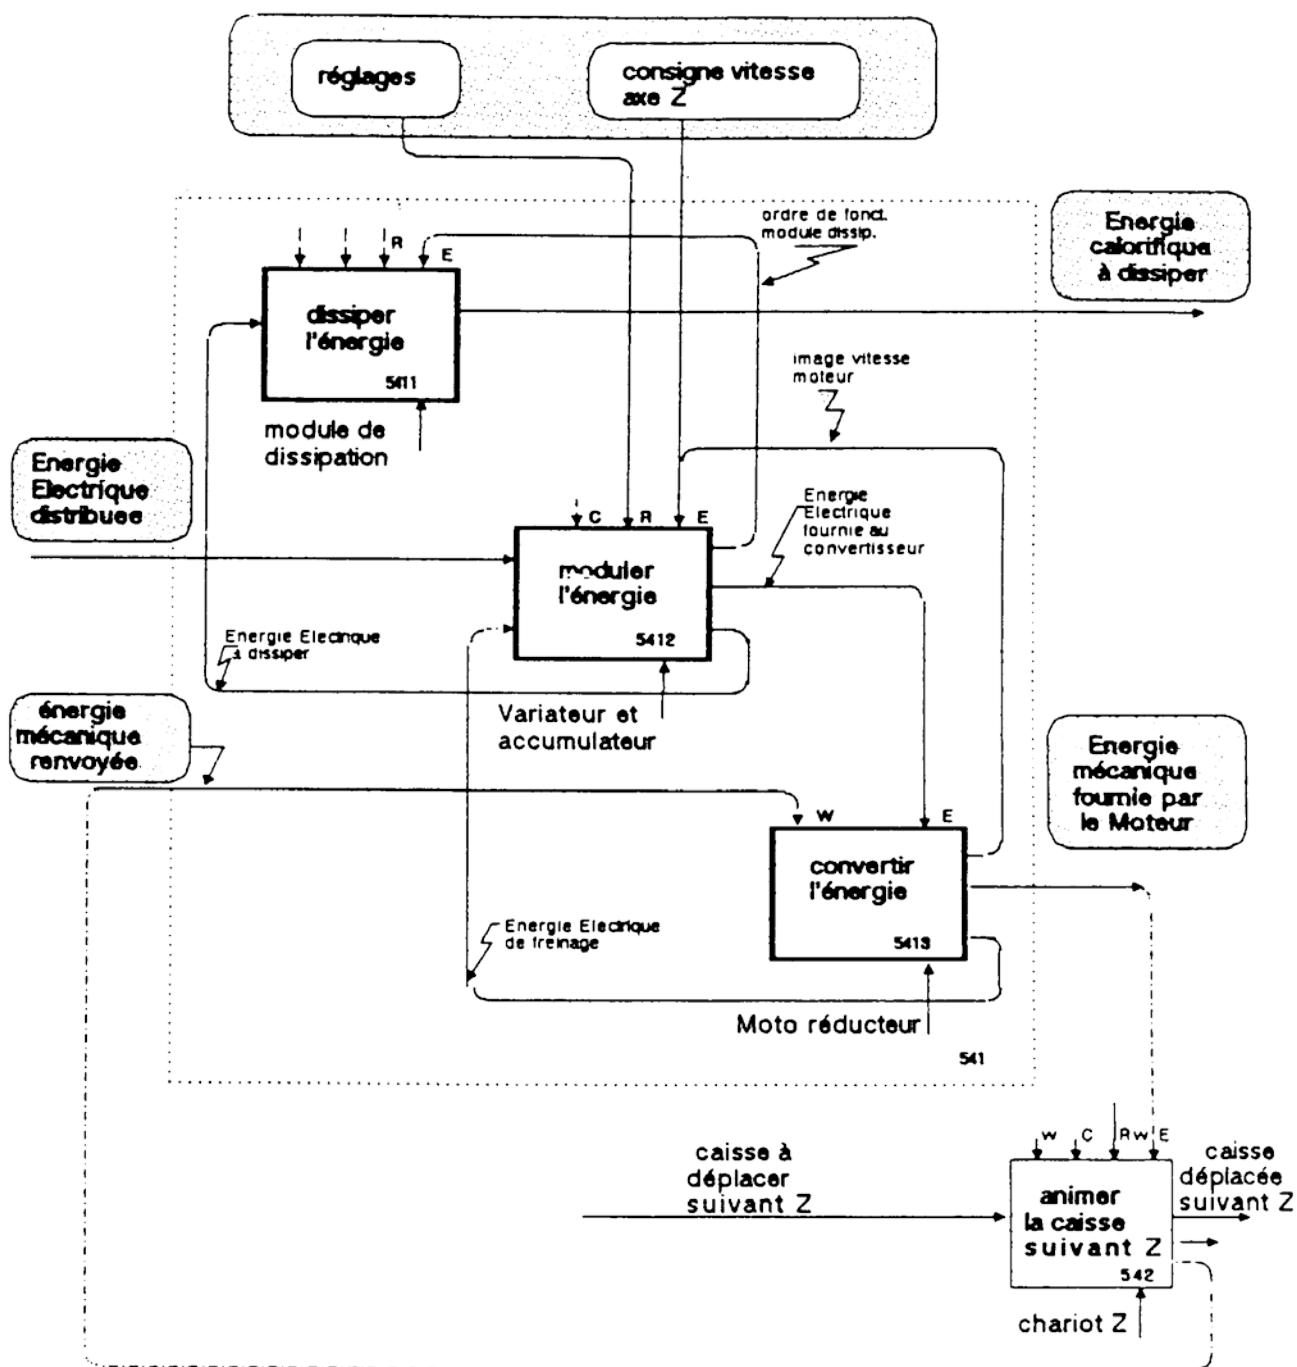 réglages
consigne vitesse
axe Z
ordre de fonct.
module dissip.
Energie
calorifique
à dissiper
R
E
dissiper
l'énergie
5411
module de
dissipation
image vitesse
moteur
Energie
Electrique
distribuee
Energie
Electrique
fournie au
convertisseur
C
R
E
moduler
l'énergie
5412
Energie Electrique
à dissiper
Variateur et
accumulateur
énergie
mécanique
renvoyée
Energie
mécanique
fournie par
le Moteur
W
E
convertir
l'énergie
5413
Energie Electrique
de freinage
Moto réducteur
541
W
C
R
W
E
caisse à
déplacer
suivant Z
animer
la caisse
suivant Z
542
caisse
déplacée
suivant Z
chariot Z